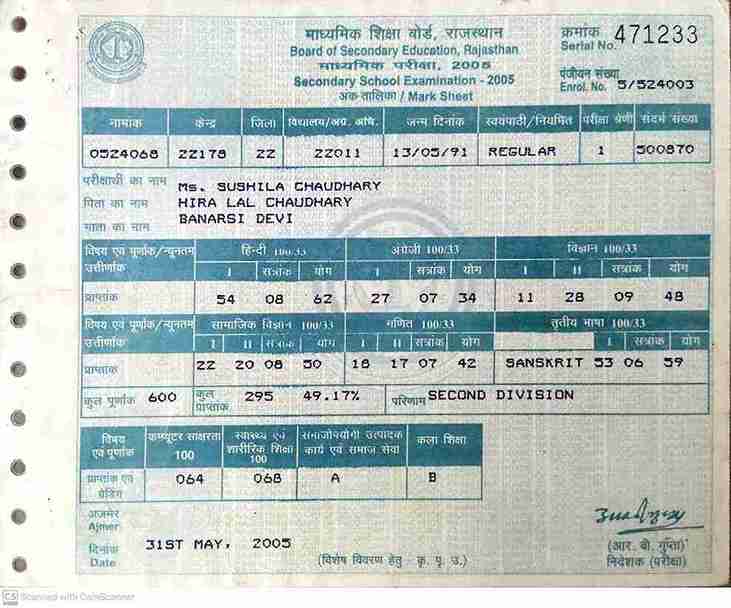 माध्यमिक शिक्षा बोर्ड, राजस्थान
Board of Secondary Education, Rajasthan
माध्यमिक परीक्षा, 2005
Secondary School Examination - 2005
अंक-तालिका / Mark Sheet
क्रमांक
Serial No. 471233
पंजीयन संख्या
Enrol. No. 5/524003
नामांक केन्द्र जिला विद्यालय/अग्र. अधि. जन्म दिनांक स्वयंपाठी/नियमित परीक्षा श्रेणी संदर्भ संख्या
0524068 22178 22 22011 13/05/91 REGULAR 1 500870
परीक्षार्थी का नाम Ms. SUSHILA CHAUDHARY
पिता का नाम HIRA LAL CHAUDHARY
माता का नाम BANARSI DEVI
विषय एवं पूर्णांक/न्यूनतम हिन्दी 100/33 अंग्रेजी 100/33 विज्ञान 100/33
उत्तीर्णांक I सत्रांक योग I सत्रांक योग I II सत्रांक योग
प्राप्तांक 54 08 62 27 07 34 11 28 09 48
विषय एवं पूर्णांक/न्यूनतम सामाजिक विज्ञान 100/33 गणित 100/33 तृतीय भाषा 100/33
उत्तीर्णांक I II सत्रांक योग I II सत्रांक योग I सत्रांक योग
प्राप्तांक 22 20 08 50 18 17 07 42 SANSKRIT 53 06 59
कुल पूर्णांक 600 कुल प्राप्तांक 295 49.17% परिणाम SECOND DIVISION
विषय एवं पूर्णांक कम्प्यूटर साक्षरता 100 स्वास्थ्य एवं शारीरिक शिक्षा 100 समाजोपयोगी उत्पादक कार्य एवं समाज सेवा कला शिक्षा
प्राप्तांक एवं ग्रेडिंग 064 068 A B
अजमेर
Ajmer
दिनांक
Date 31ST MAY, 2005
(विशेष विवरण हेतु - कृ. पृ. उ.)
(आर. बी. गुप्ता)
निदेशक (परीक्षा)
CS Scanned with CamScanner